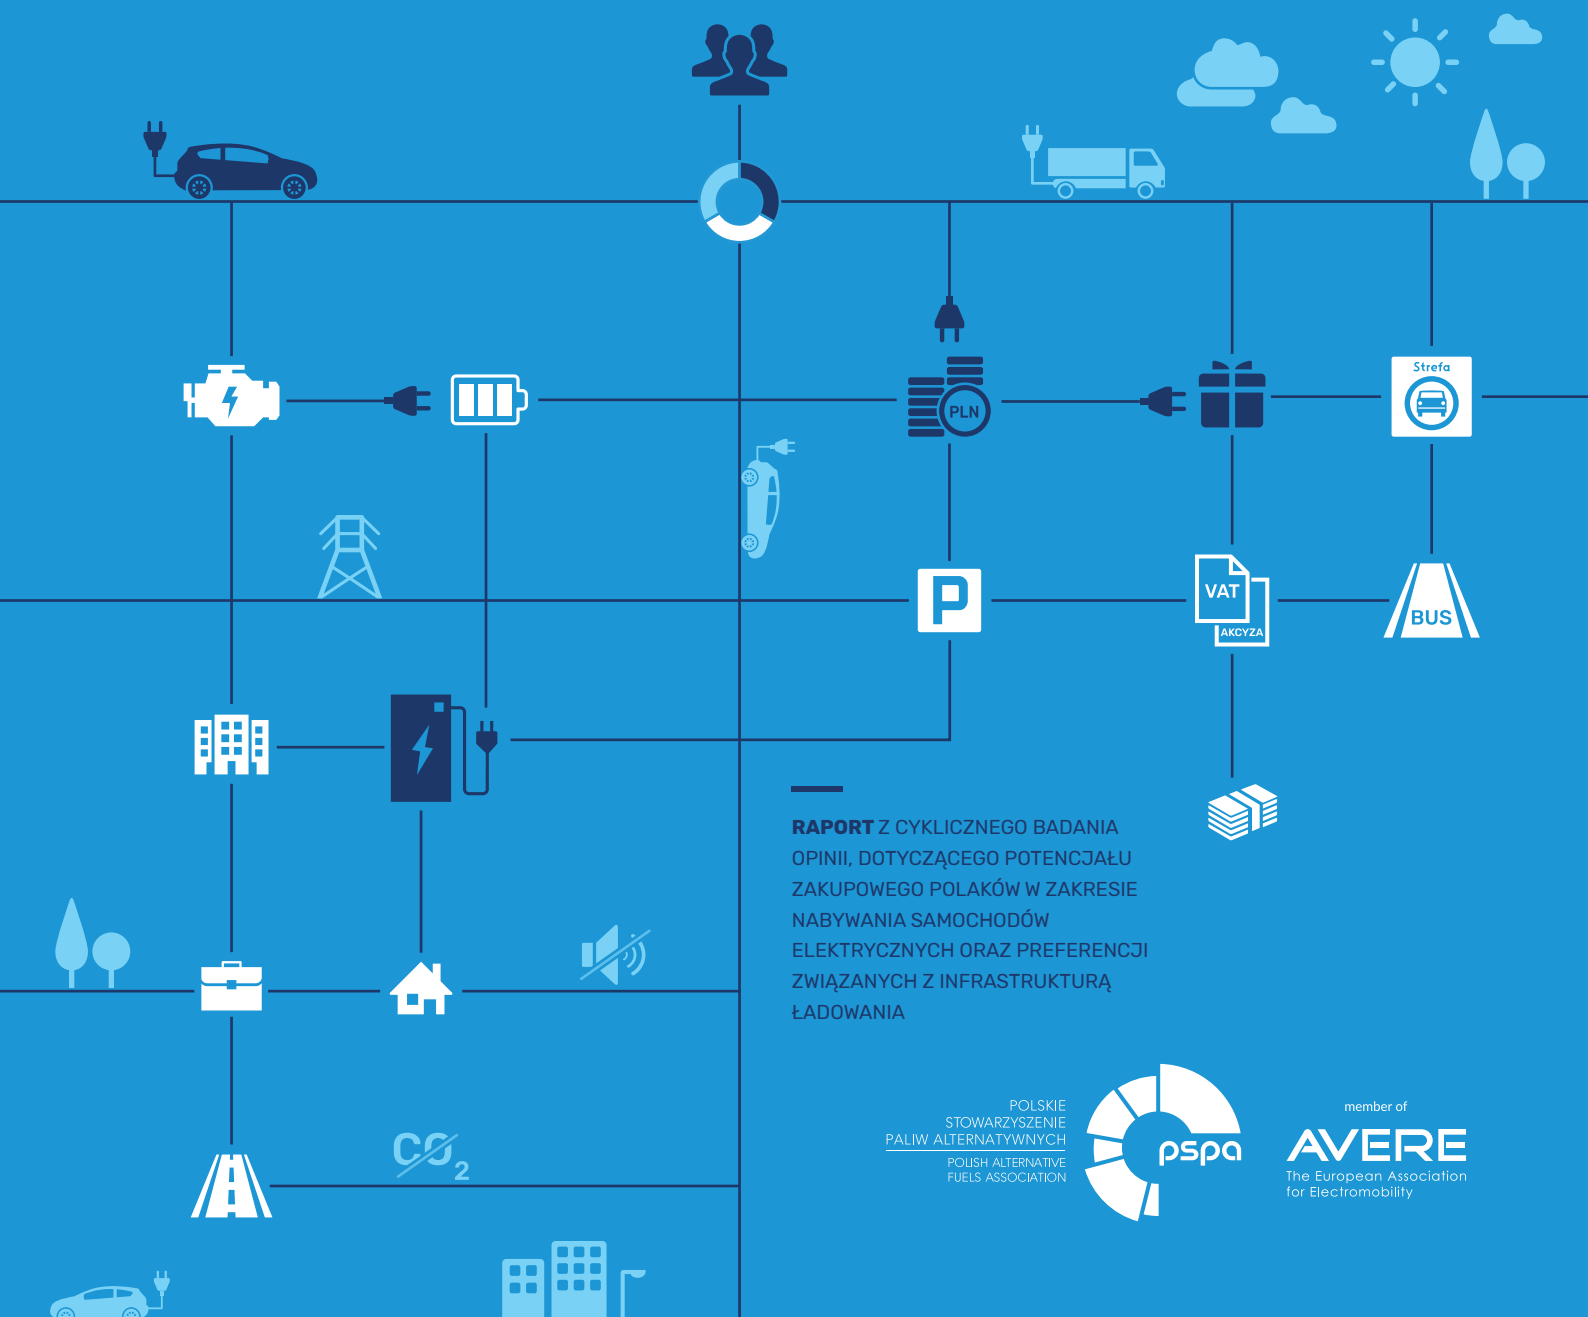 Strefa
PLN
VAT
AKCYZA
BUS
P
RAPORT Z CYKLICZNEGO BADANIA
OPINII, DOTYCZĄCEGO POTENCJAŁU
ZAKUPOWEGO POLAKÓW W ZAKRESIE
NABYWANIA SAMOCHODÓW
ELEKTRYCZNYCH ORAZ PREFERENCJI
ZWIĄZANYCH Z INFRASTRUKTURĄ
ŁADOWANIA
CO2
POLSKIE
STOWARZYSZENIE
PALIW ALTERNATYWNYCH
POLISH ALTERNATIVE
FUELS ASSOCIATION
pspa
member of
AVERE
The European Association
for Electromobility